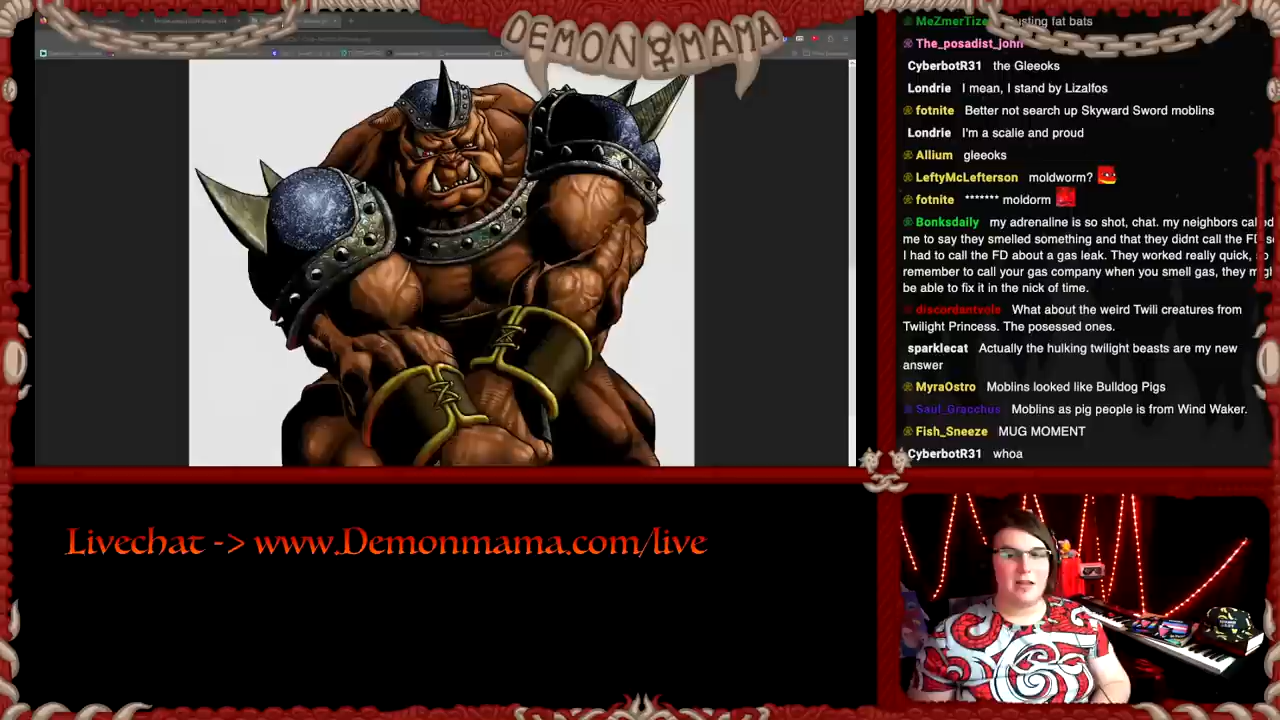 DEMON MAMA
MeZmerTize
usting fat bats
The_posadist_john
CyberbotR31 the Gleeoks
Londrie I mean, I stand by Lizalfos
fotnite Better not search up Skyward Sword moblins
Londrie I'm a scalie and proud
Allium gleeoks
LeftyMcLefterson moldworm?
fotnite ******* moldorm
Bonksdaily my adrenaline is so shot, chat. my neighbors called
me to say they smelled something and that they didnt call the FD
I had to call the FD about a gas leak. They worked really quick,
remember to call your gas company when you smell gas, they
be able to fix it in the nick of time.
discordantvole What about the weird Twili creatures from
Twilight Princess. The posessed ones.
sparklecat Actually the hulking twilight beasts are my new
answer
MyraOstro Moblins looked like Bulldog Pigs
Saul_Gracchus Moblins as pig people is from Wind Waker.
Fish_Sneeze MUG MOMENT
CyberbotR31 whoa
Livechat -> www.Demonmama.com/live